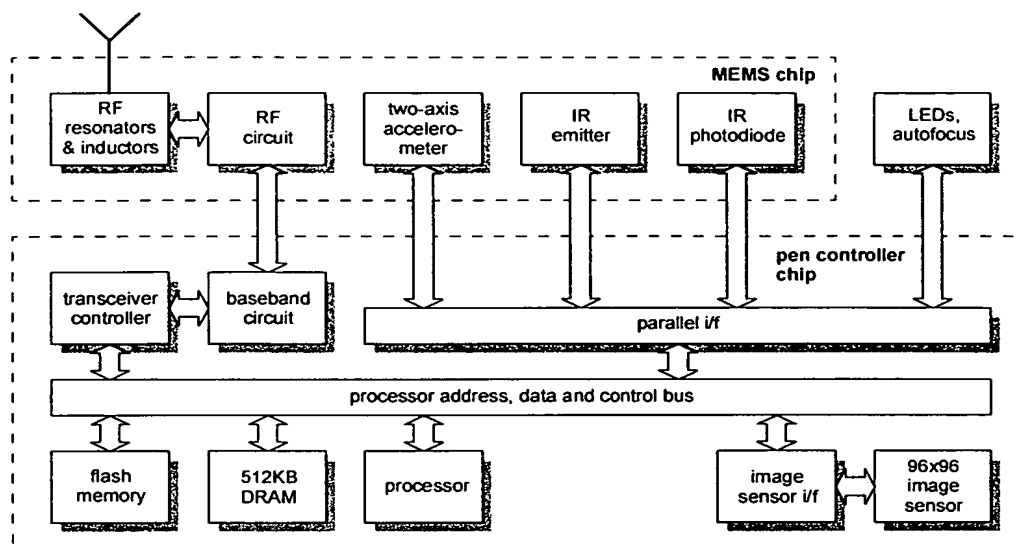 MEMS chip
RF
resonators
& inductors
RF
circuit
two-axis
accelero-
meter
IR
emitter
IR
photodiode
LEDs,
autofocus
pen controller
chip
transceiver
controller
baseband
circuit
parallel i/f
processor address, data and control bus
flash
memory
512KB
DRAM
processor
image
sensor i/f
96x96
image
sensor